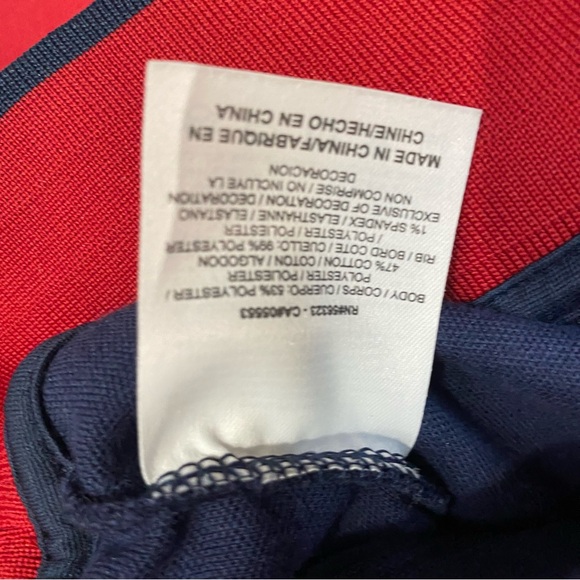 RN#56323 - CA#05553
BODY / CORPS / CUERPO: 53% POLYESTER /
POLYESTER / POLIESTER
47% COTTON / COTON / ALGODON
RIB / BORD COTE / CUELLO: 99% POLYESTER
/ POLYESTER / POLIESTER
1% SPANDEX / ELASTHANNE / ELASTANO
EXCLUSIVE OF DECORATION / DECORATION
NON COMPRISE / NO INCLUYE LA
DECORACION
MADE IN CHINA/FABRIQUE EN
CHINE/HECHO EN CHINA